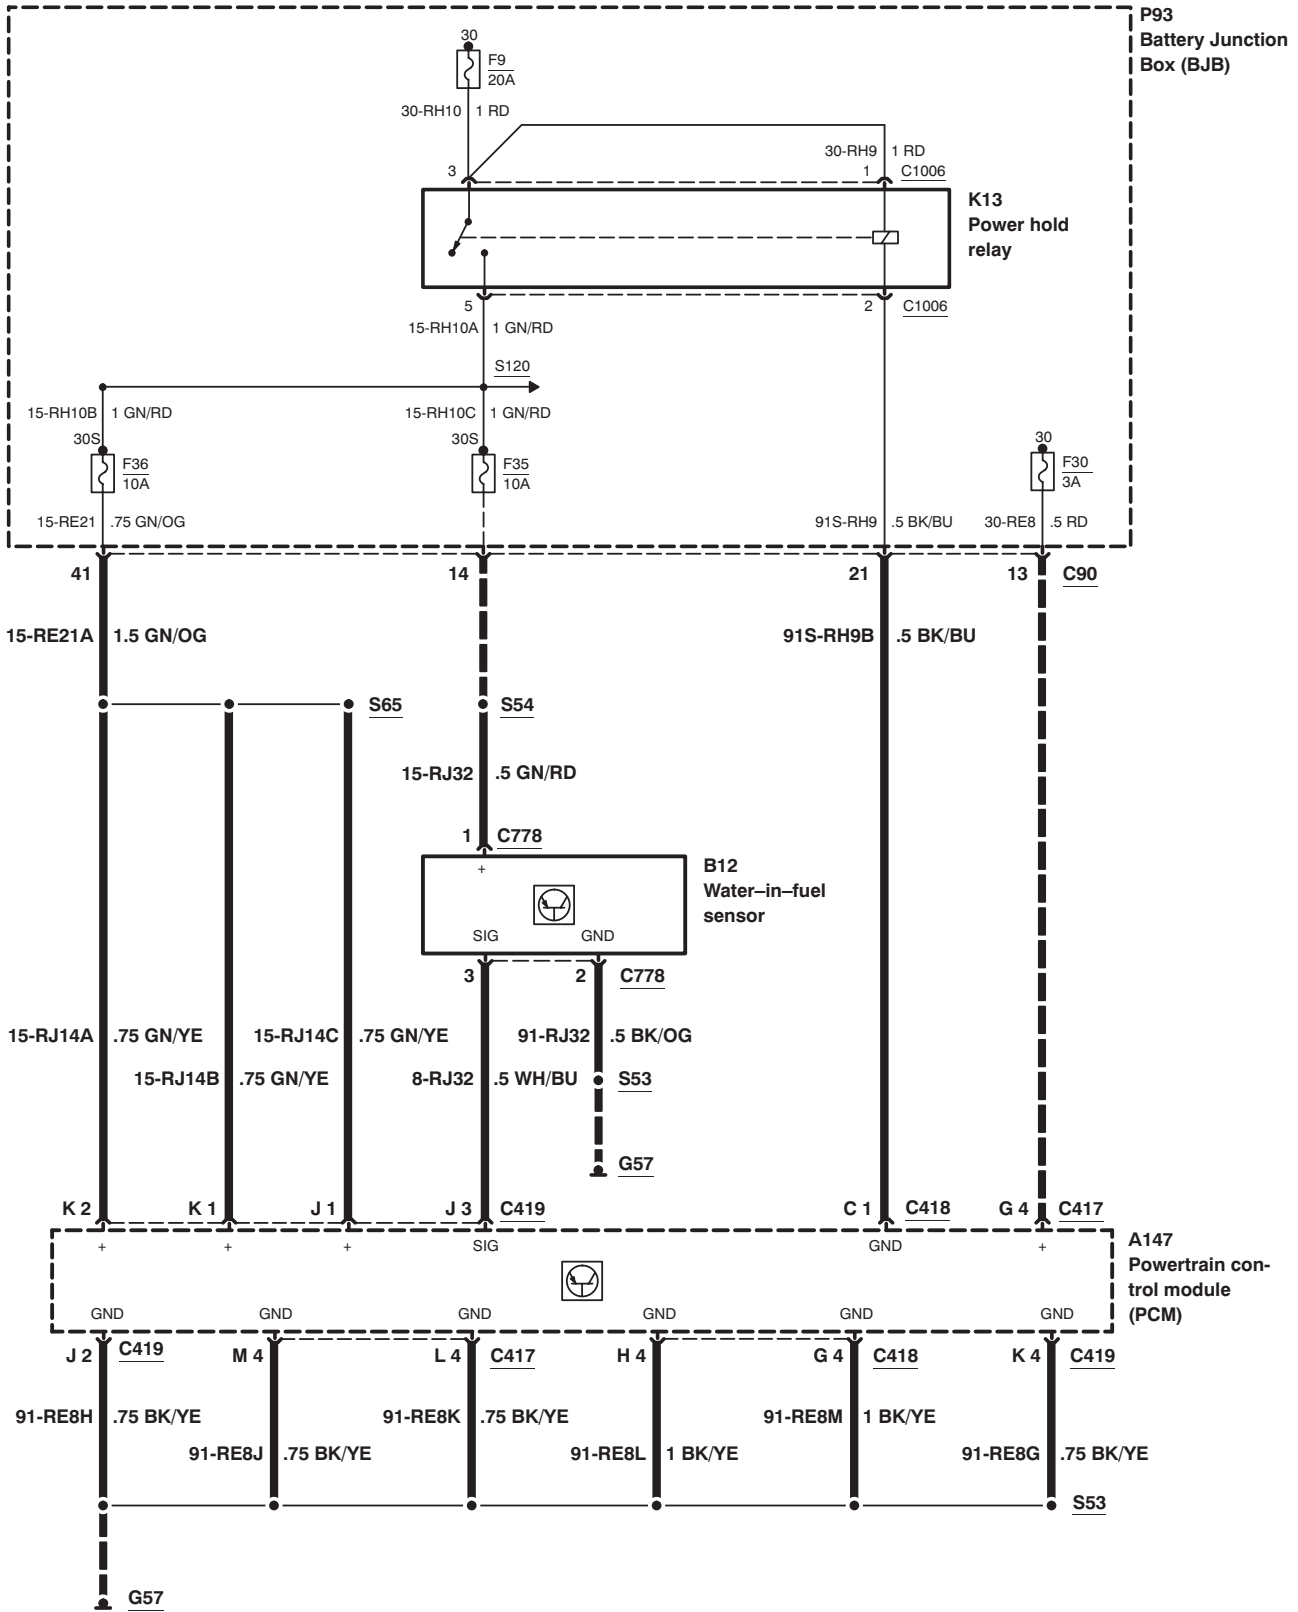 P93
Battery Junction
Box (BJB)
30
F9
20A
30-RH10 1 RD
30-RH9 1 RD
3
1 C1006
K13
Power hold
relay
5
2 C1006
15-RH10A 1 GN/RD
S120
15-RH10B 1 GN/RD
15-RH10C 1 GN/RD
30S
30S
30
F36
10A
F35
10A
F30
3A
15-RE21 .75 GN/OG
91S-RH9 .5 BK/BU
30-RE8 .5 RD
41
14
21
13 C90
15-RE21A 1.5 GN/OG
91S-RH9B .5 BK/BU
S65
S54
15-RJ32 .5 GN/RD
1 C778
+
B12
Water–in–fuel
sensor
SIG
GND
3
2 C778
15-RJ14A .75 GN/YE
15-RJ14C .75 GN/YE
91-RJ32 .5 BK/OG
15-RJ14B .75 GN/YE
8-RJ32 .5 WH/BU
S53
G57
K 2
K 1
J 1
J 3 C419
C 1 C418
G 4 C417
+
+
+
SIG
GND
+
A147
Powertrain con-
trol module
(PCM)
GND
GND
GND
GND
GND
GND
J 2 C419
M 4
L 4 C417
H 4
G 4 C418
K 4 C419
91-RE8H .75 BK/YE
91-RE8K .75 BK/YE
91-RE8M 1 BK/YE
91-RE8J .75 BK/YE
91-RE8L 1 BK/YE
91-RE8G .75 BK/YE
S53
G57